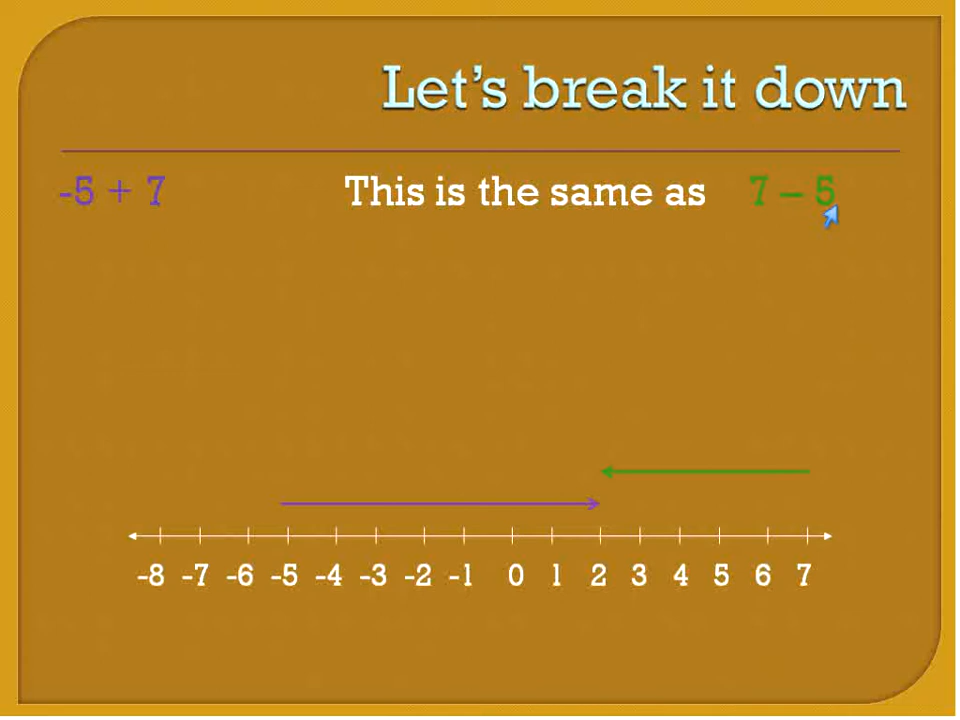 Let's break it down
-5 + 7 This is the same as 7 – 5
-8 -7 -6 -5 -4 -3 -2 -1 0 1 2 3 4 5 6 7